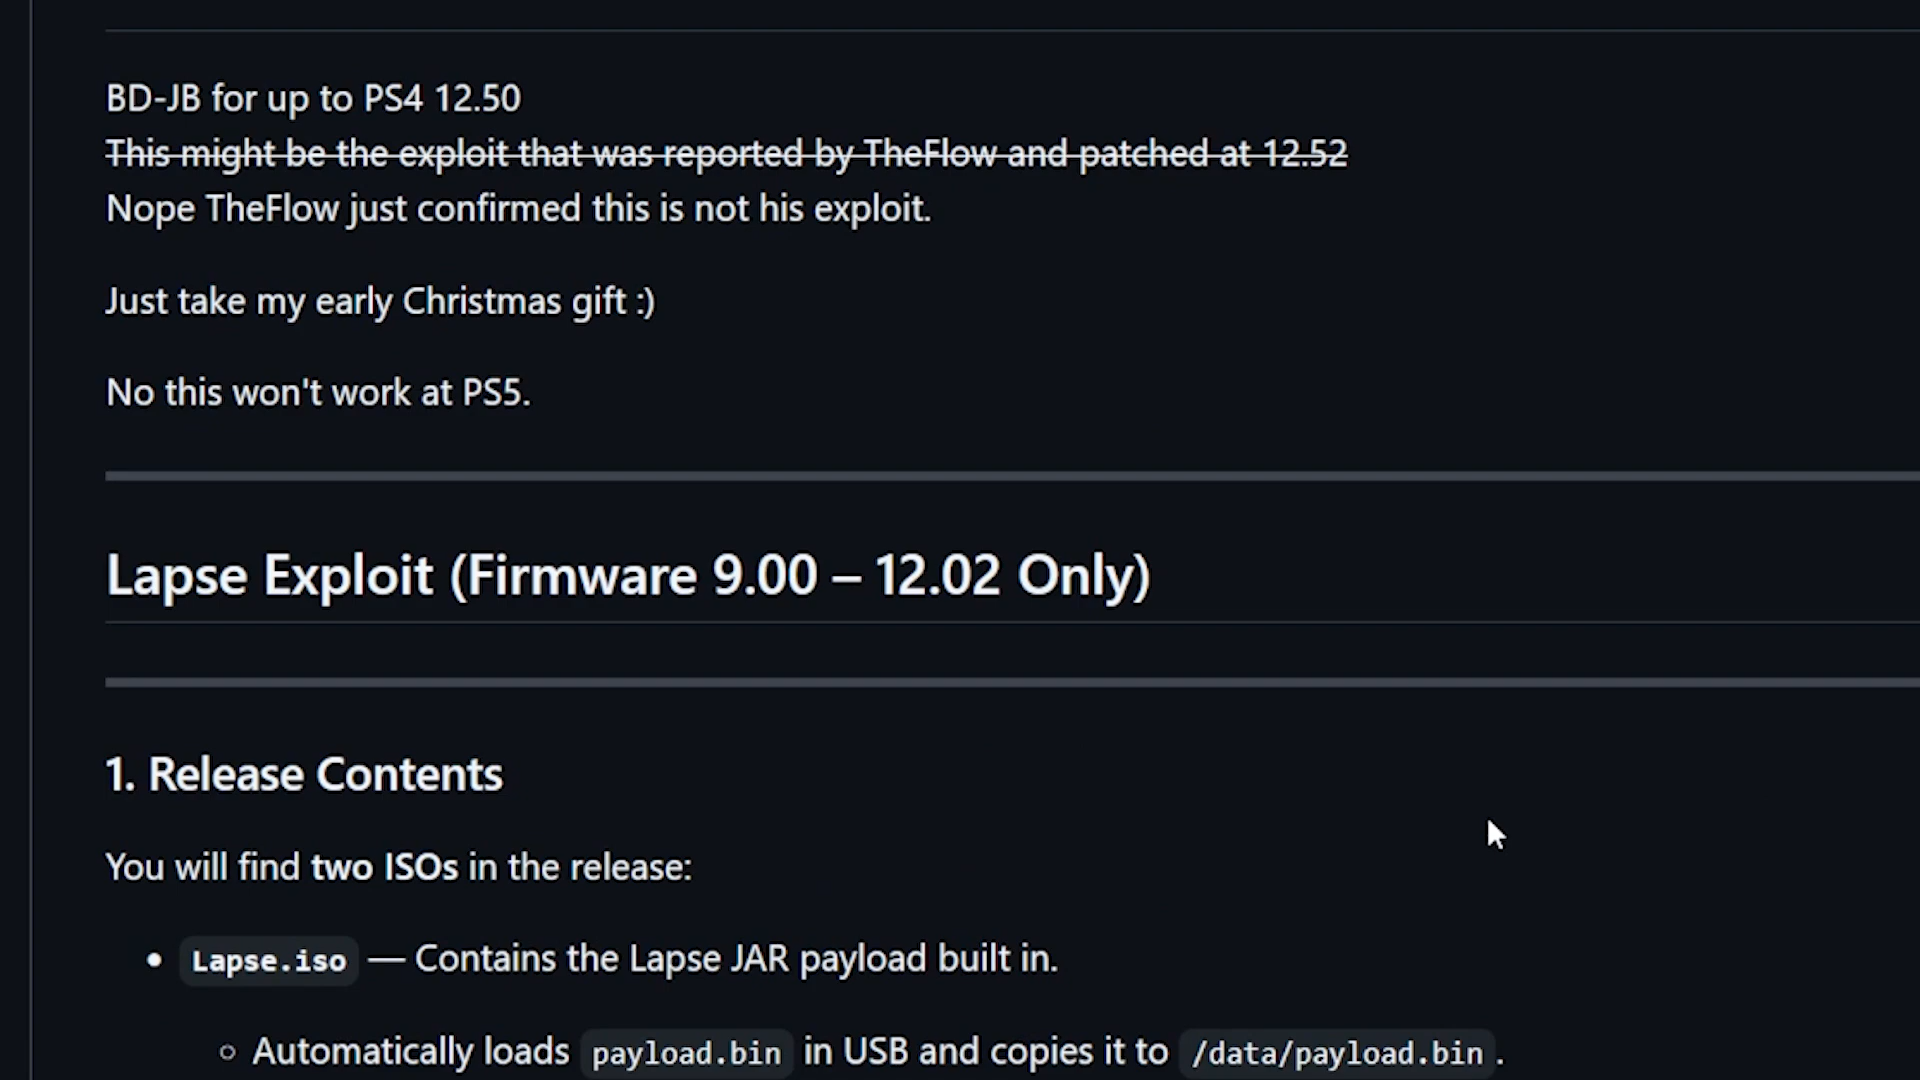 BD-JB for up to PS4 12.50
This might be the exploit that was reported by TheFlow and patched at 12.52
Nope TheFlow just confirmed this is not his exploit.
Just take my early Christmas gift :)
No this won't work at PS5.
Lapse Exploit (Firmware 9.00 – 12.02 Only)
1. Release Contents
You will find two ISOs in the release:
• Lapse.iso — Contains the Lapse JAR payload built in.
◦ Automatically loads payload.bin in USB and copies it to /data/payload.bin.